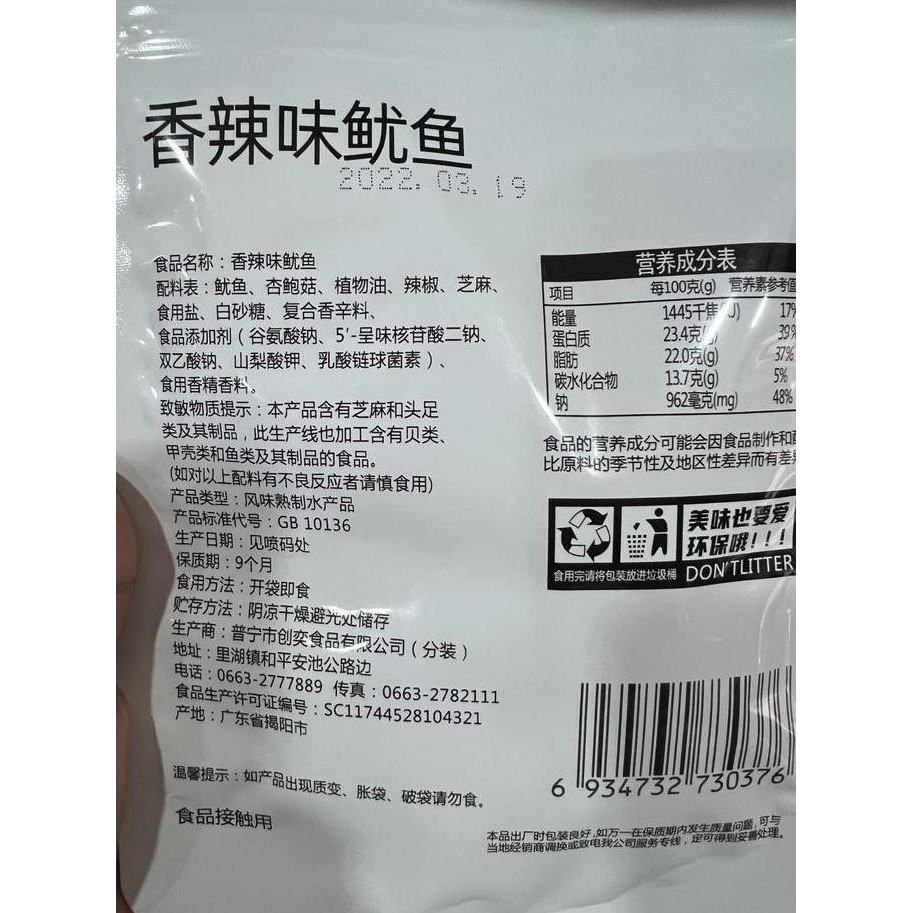 香辣味鱿鱼
2022.03.19
食品名称：香辣味鱿鱼
配料表：鱿鱼、杏鲍菇、植物油、辣椒、芝麻、
食用盐、白砂糖、复合香辛料、
食品添加剂（谷氨酸钠、5'-呈味核苷酸二钠、
双乙酸钠、山梨酸钾、乳酸链球菌素）、
食用香精香料。
致敏物质提示：本产品含有芝麻和头足
类及其制品，此生产线也加工含有贝类、
甲壳类和鱼类及其制品的食品。
(如对以上配料有不良反应者请慎食用)
产品类型：风味熟制水产品
产品标准代号：GB 10136
生产日期：见喷码处
保质期：9个月
食用方法：开袋即食
贮存方法：阴凉干燥避光处储存
生产商：普宁市创奕食品有限公司（分装）
地址：里湖镇和平安池公路边
电话：0663-2777889 传真：0663-2782111
食品生产许可证编号：SC11744528104321
产地：广东省揭阳市
温馨提示：如产品出现质变、胀袋、破袋请勿食。
食品接触用
营养成分表
项目 每100克(g) 营养素参考值
能量 1445千焦(J) 17%
蛋白质 23.4克(g) 39%
脂肪 22.0克(g) 37%
碳水化合物 13.7克(g) 5%
钠 962毫克(mg) 48%
食品的营养成分可能会因食品制作和
比原料的季节性及地区性差异而有差
美味也要爱
环保哦！！！
食用完请将包装放进垃圾桶 DON'TLITTER
6 934732 730376
本品出厂时包装良好，如万一在保质期内发生质量问题，可与
当地经销商调换或致电我公司服务专线，定可得到妥善处理。